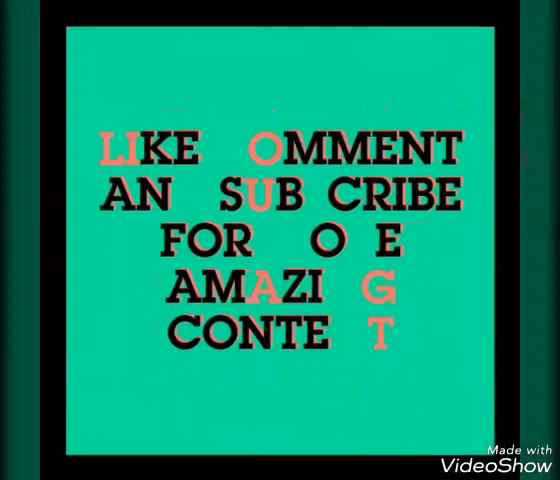 LIKE OMMENT
AN SUB CRIBE
FOR O E
AMAZI G
CONTE T
Made with
VideoShow